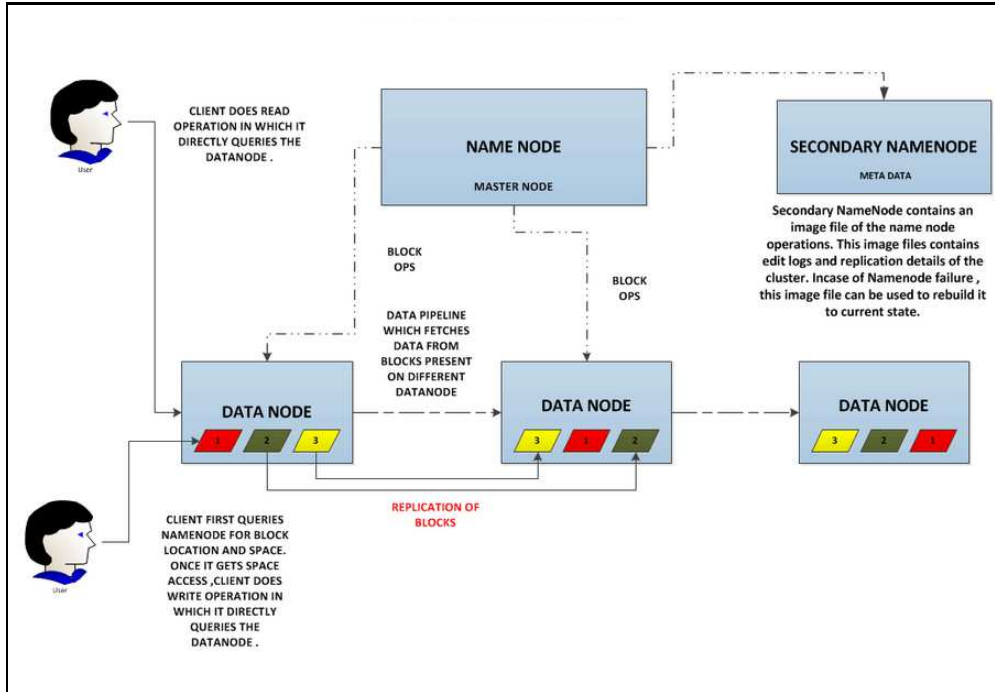 CLIENT DOES READ
OPERATION IN WHICH IT
DIRECTLY QUERIES THE
DATANODE .
User
NAME NODE
MASTER NODE
SECONDARY NAMENODE
META DATA
Secondary NameNode contains an
image file of the name node
operations. This image files contains
edit logs and replication details of the
cluster. Incase of Namenode failure ,
this image file can be used to rebuild it
to current state.
BLOCK
OPS
BLOCK
OPS
DATA PIPELINE
WHICH FETCHES
DATA FROM
BLOCKS PRESENT
ON DIFFERENT
DATANODE
DATA NODE
1 2 3
DATA NODE
3 1 2
DATA NODE
3 2 1
REPLICATION OF
BLOCKS
User
CLIENT FIRST QUERIES
NAMENODE FOR BLOCK
LOCATION AND SPACE.
ONCE IT GETS SPACE
ACCESS ,CLIENT DOES
WRITE OPERATION IN
WHICH IT DIRECTLY
QUERIES THE
DATANODE .